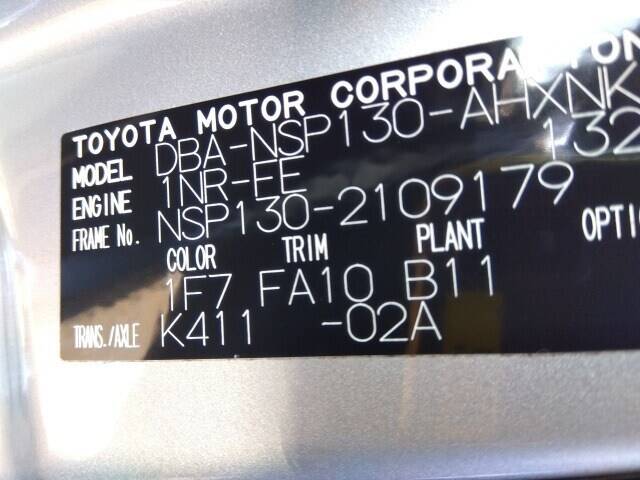 TOYOTA MOTOR CORPORATION
MODEL DBA-NSP130-AHXNK
ENGINE 1NR-FE 132
FRAME No. NSP130-2109179
COLOR TRIM PLANT OPTI
1F7 FA10 B11
TRANS./AXLE K411 -02A